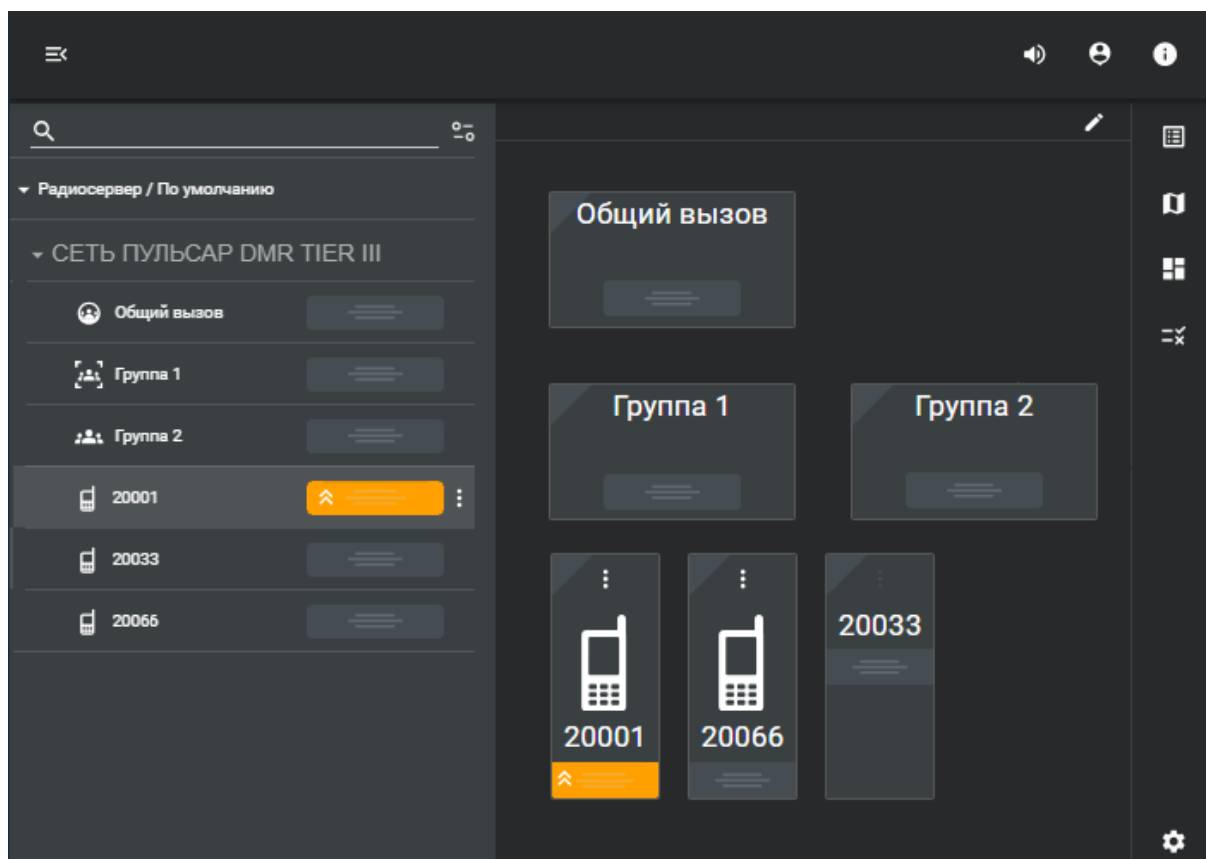 Радиосервер / По умолчанию
СЕТЬ ПУЛЬСАР DMR TIER III
Общий вызов
Группа 1
Группа 2
20001
20033
20066
Общий вызов
Группа 1
Группа 2
20001
20066
20033